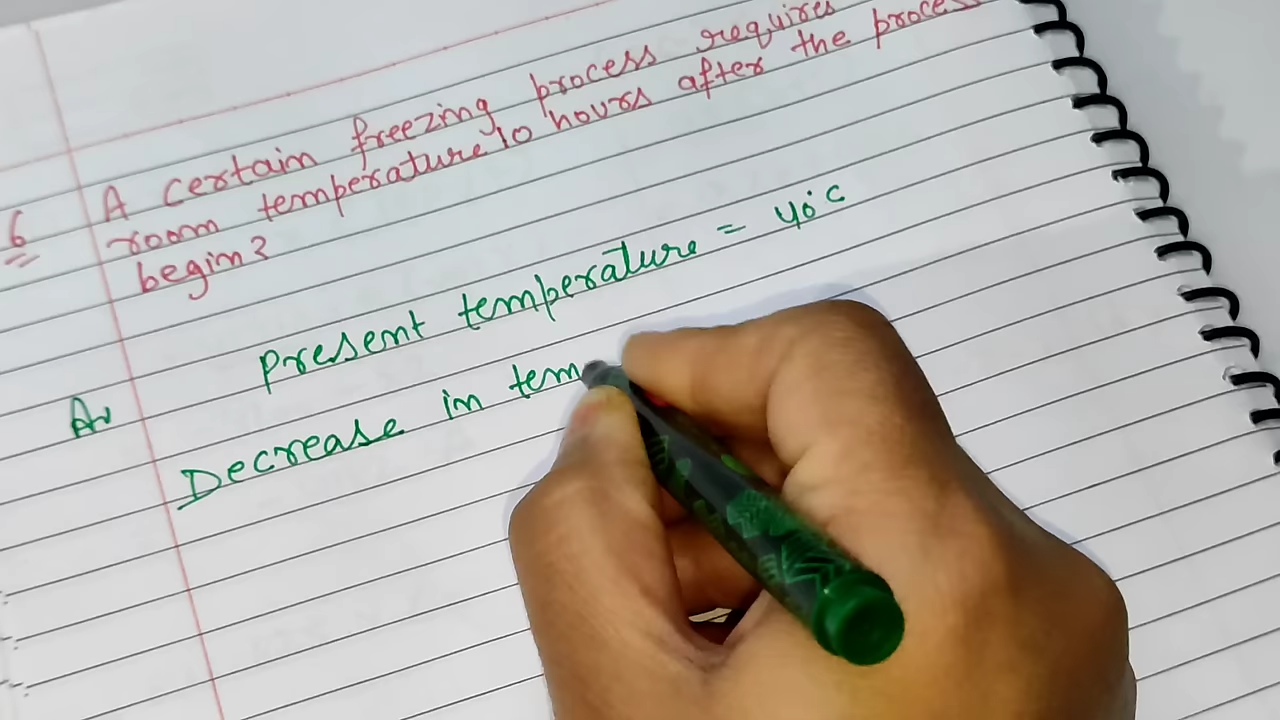 6 A certain freezing process requires
room temperature 10 hours after the process
begin?
A. Present temperature = 40°C
Decrease in tem